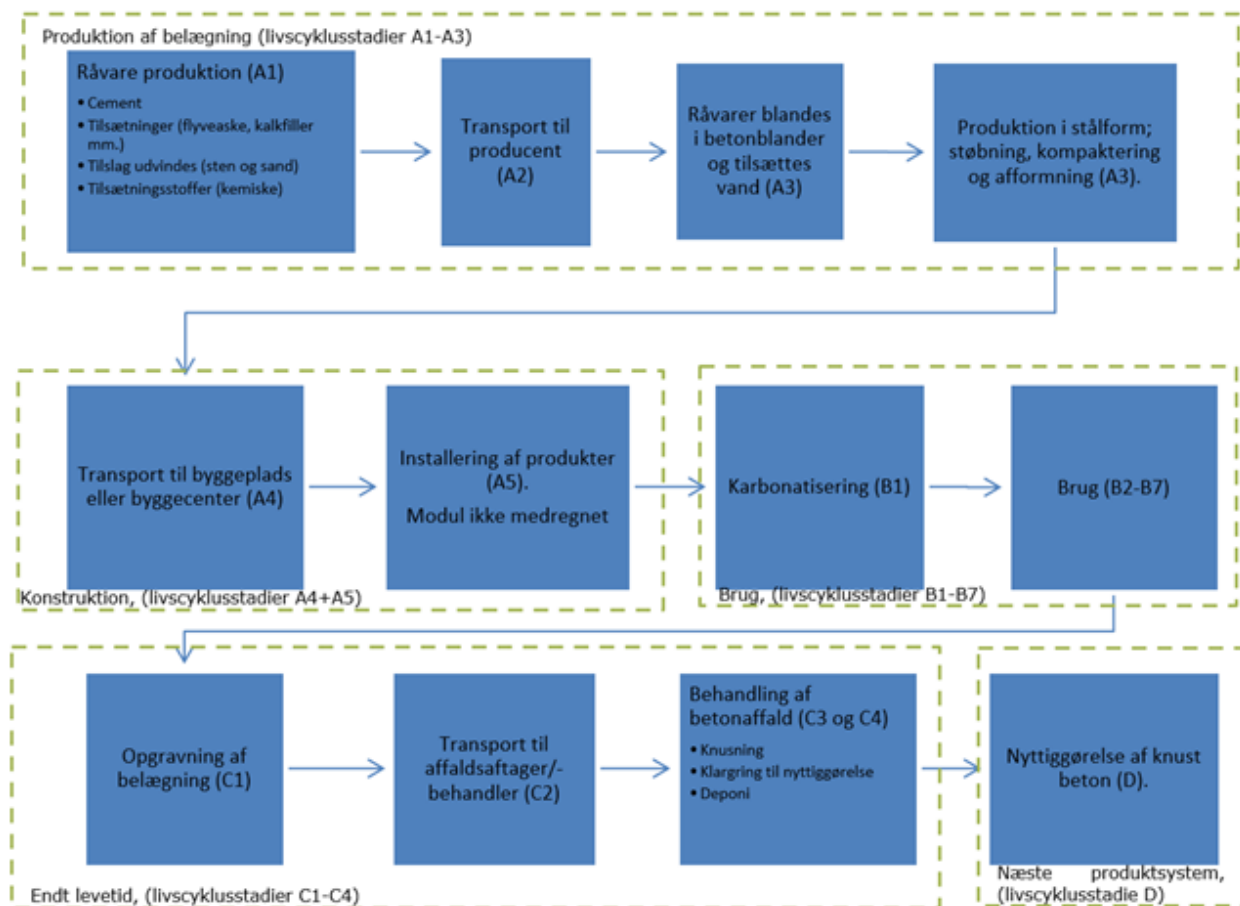 Produktion af belægning (livscyklusstadier A1-A3)
Råvare produktion (A1)
• Cement
• Tilsætninger (flyveaske, kalkfiller
mm.)
• Tilslag udvindes (sten og sand)
• Tilsætningsstoffer (kemiske)
Transport til
producent
(A2)
Råvarer blandes
i betonblander
og tilsættes
vand (A3)
Produktion i stålform;
støbning, kompaktering
og afformning (A3).
Transport til byggeplads
eller byggecenter (A4)
Installering af produkter
(A5).
Modul ikke medregnet
Konstruktion, (livscyklusstadier A4+A5)
Karbonatisering (B1)
Brug (B2-B7)
Brug, (livscyklusstadier B1-B7)
Opgravning af
belægning (C1)
Transport til
affaldsaftager/-
behandler (C2)
Behandling af
betonaffald (C3 og C4)
• Knusning
• Klargring til nyttiggørelse
• Deponi
Endt levetid, (livscyklusstadier C1-C4)
Nyttiggørelse af knust
beton (D).
Næste produktsystem,
(livscyklusstadie D)